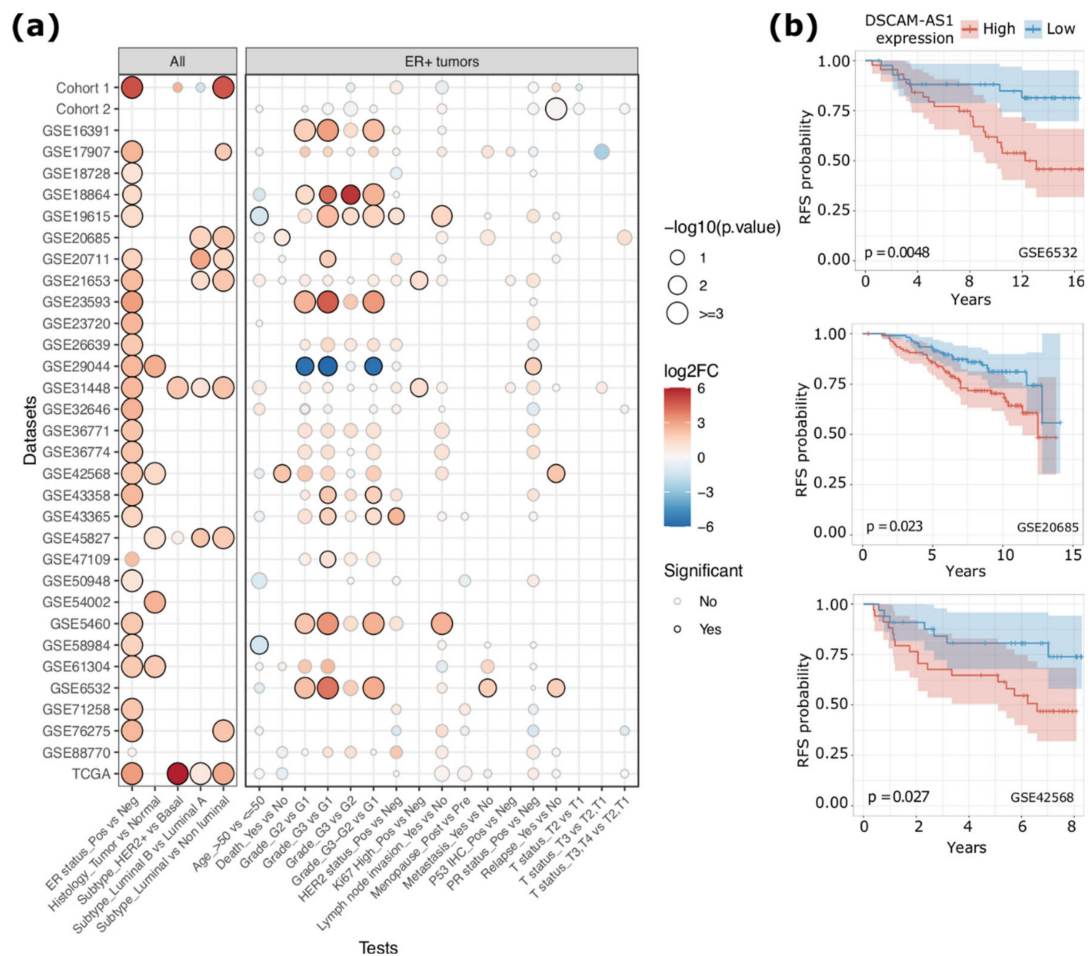 (a)
All
ER+ tumors
Datasets
Cohort 1
Cohort 2
GSE16391
GSE17907
GSE18728
GSE18864
GSE19615
GSE20685
GSE20711
GSE21653
GSE23593
GSE23720
GSE26639
GSE29044
GSE31448
GSE32646
GSE36771
GSE36774
GSE42568
GSE43358
GSE43365
GSE45827
GSE47109
GSE50948
GSE54002
GSE5460
GSE58984
GSE61304
GSE6532
GSE71258
GSE76275
GSE88770
TCGA
ER status_Pos vs Neg
Histology_Tumor vs Normal
Subtype_HER2+ vs Basal
Subtype_Luminal B vs Luminal A
Subtype_Luminal vs Non luminal
Age_>50 vs <=50
Death_Yes vs No
Grade_G2 vs G1
Grade_G3 vs G1
Grade_G3 vs G2
Grade_G3-G2 vs G1
HER2 status_Pos vs Neg
Ki67 High_Pos vs Neg
Lymph node invasion_Yes vs No
Menopause_Post vs Pre
Metastasis_Yes vs No
P53 IHC_Pos vs Neg
PR status_Pos vs Neg
Relapse_Yes vs No
T status_T2 vs T1
T status_T3 vs T2.T1
T status_T3.T4 vs T2.T1
Tests
−log10(p.value)
1
2
>=3
log2FC
6
3
0
−3
−6
Significant
No
Yes
(b)
DSCAM-AS1
expression
High
Low
RFS probability
1.00
0.75
0.50
0.25
0.00
p = 0.0048
GSE6532
0 4 8 12 16
Years
RFS probability
1.00
0.75
0.50
0.25
0.00
p = 0.023
GSE20685
0 5 10 15
Years
RFS probability
1.00
0.75
0.50
0.25
0.00
p = 0.027
GSE42568
0 2 4 6 8
Years